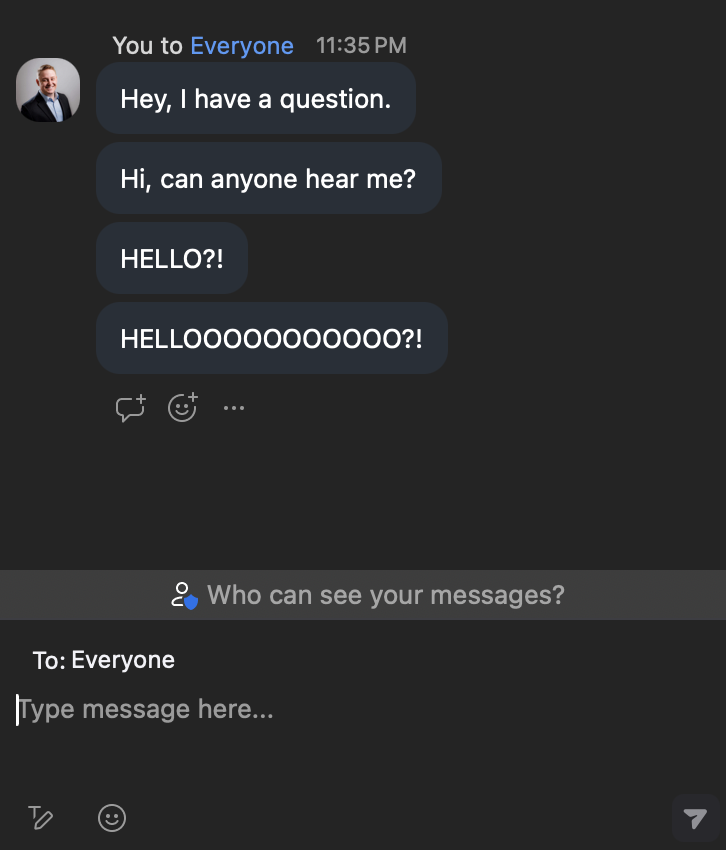 You to Everyone 11:35 PM
Hey, I have a question.
Hi, can anyone hear me?
HELLO?!
HELLOOOOOOOOOOO?!
Who can see your messages?
To: Everyone
Type message here...